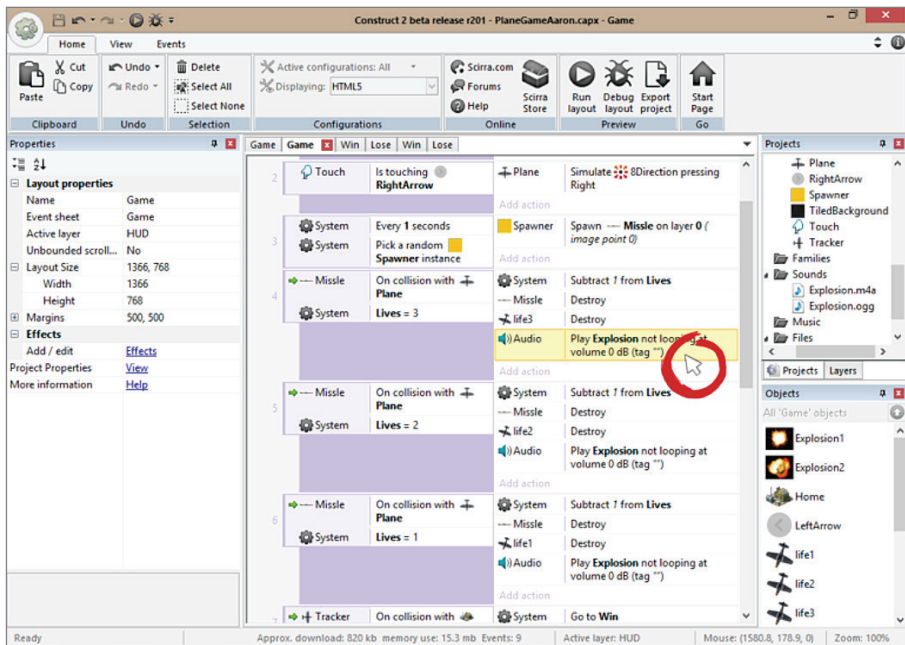 Construct 2 beta release r201 - PlaneGameAaron.capx - Game
Home View Events
Paste
Cut
Copy
Clipboard
Undo
Redo
Undo
Delete
Select All
Select None
Selection
Active configurations: All
Displaying: HTML5
Configurations
Scirra.com
Forums
Help
Scirra
Store
Online
Run
layout
Debug
layout
Export
project
Preview
Start
Page
Go
Properties
Layout properties
Name Game
Event sheet Game
Active layer HUD
Unbounded scroll... No
Layout Size 1366, 768
Width 1366
Height 768
Margins 500, 500
Effects
Add / edit Effects
Project Properties View
More information Help
Game Game Win Lose Win Lose
2
Touch Is touching
RightArrow
Plane Simulate 8Direction pressing
Right
Add action
3
System Every 1 seconds
System Pick a random
Spawner instance
Spawner Spawn Missle on layer 0 (
image point 0)
Add action
4
Missle On collision with
Plane
System Lives = 3
System Subtract 1 from Lives
Missle Destroy
life3 Destroy
Audio Play Explosion not looping at
volume 0 dB (tag "")
Add action
5
Missle On collision with
Plane
System Lives = 2
System Subtract 1 from Lives
Missle Destroy
life2 Destroy
Audio Play Explosion not looping at
volume 0 dB (tag "")
Add action
6
Missle On collision with
Plane
System Lives = 1
System Subtract 1 from Lives
Missle Destroy
life1 Destroy
Audio Play Explosion not looping at
volume 0 dB (tag "")
Add action
Tracker On collision with
System Go to Win
Projects
Plane
RightArrow
Spawner
TiledBackground
Touch
Tracker
Families
Sounds
Explosion.m4a
Explosion.ogg
Music
Files
Projects Layers
Objects
All 'Game' objects
Explosion1
Explosion2
Home
LeftArrow
life1
life2
life3
Ready
Approx. download: 820 kb memory use: 15.3 mb Events: 9
Active layer: HUD
Mouse: (1580.8, 178.9, 0)
Zoom: 100%